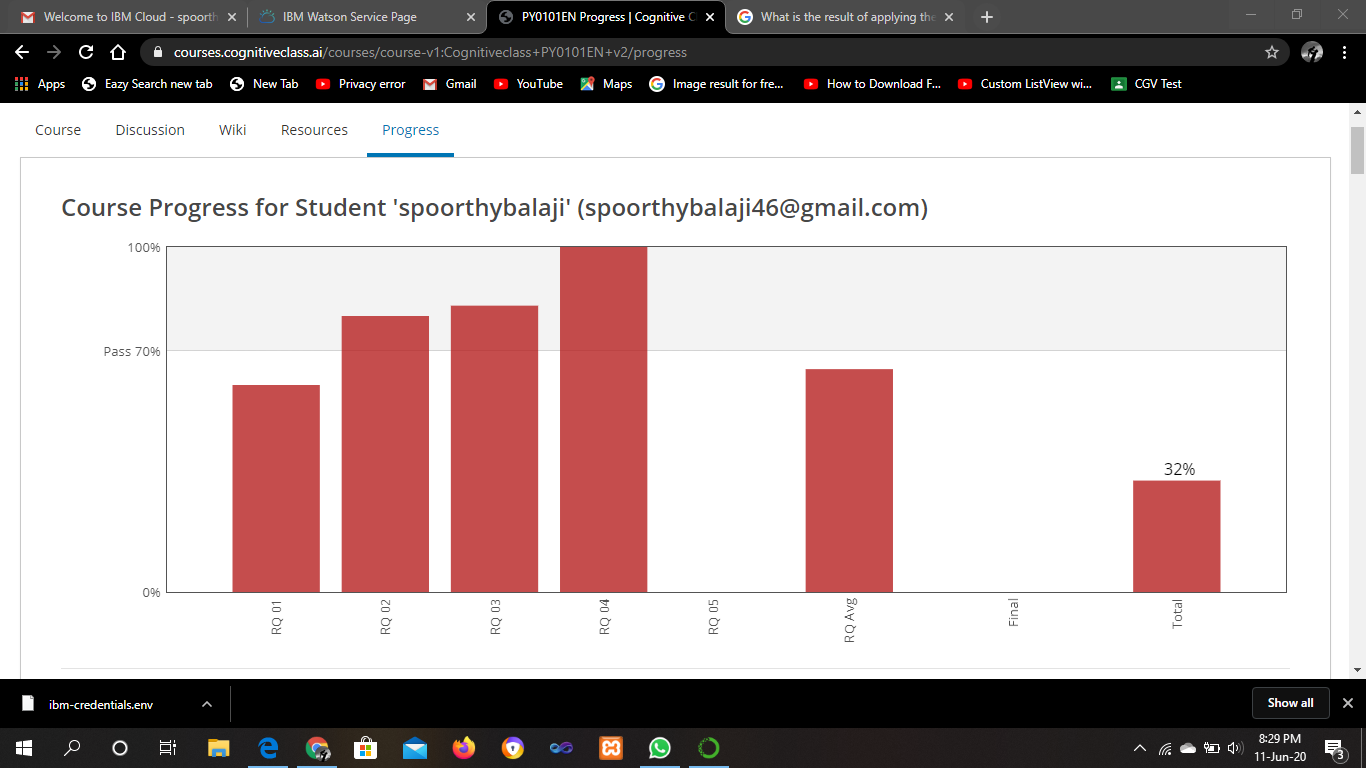 Welcome to IBM Cloud - spoorth
IBM Watson Service Page
PY0101EN Progress | Cognitive C
What is the result of applying the
courses.cognitiveclass.ai/courses/course-v1:Cognitiveclass+PY0101EN+v2/progress
Apps
Eazy Search new tab
New Tab
Privacy error
Gmail
YouTube
Maps
Image result for fre...
How to Download F...
Custom ListView wi...
CGV Test
Course
Discussion
Wiki
Resources
Progress
Course Progress for Student 'spoorthybalaji' (spoorthybalaji46@gmail.com)
100%
Pass 70%
32%
0%
RQ 01
RQ 02
RQ 03
RQ 04
RQ 05
RQ Avg
Final
Total
ibm-credentials.env
Show all
8:29 PM
11-Jun-20
3